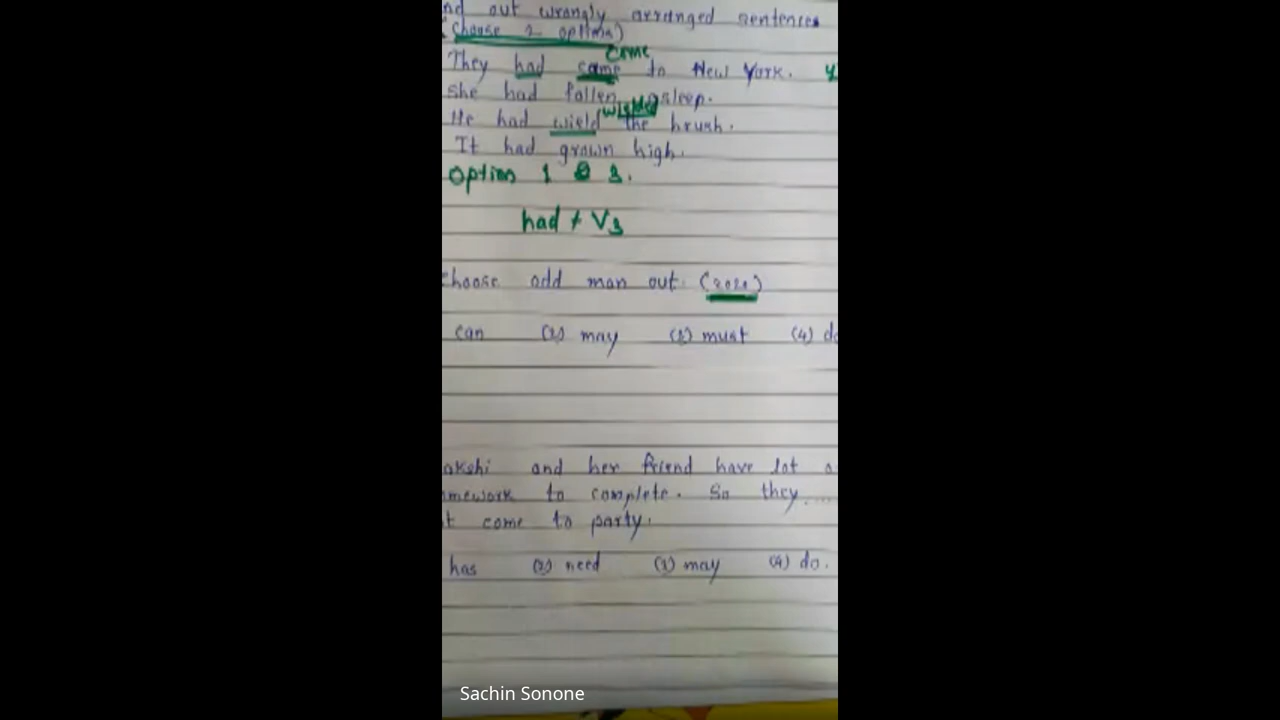 nd out wrongly arranged sentences
(Choose 2 options)
come
They had came to New York.
She had fallen asleep.
(wielded)
He had wield the brush.
It had grown high.
Option 1 & 3.
had + V3
choose odd man out. (2020)
can (2) may (3) must (4) do
akshi and her friend have lot o
mework to complete. So they....
t come to party.
has (2) need (3) may (4) do.
Sachin Sonone